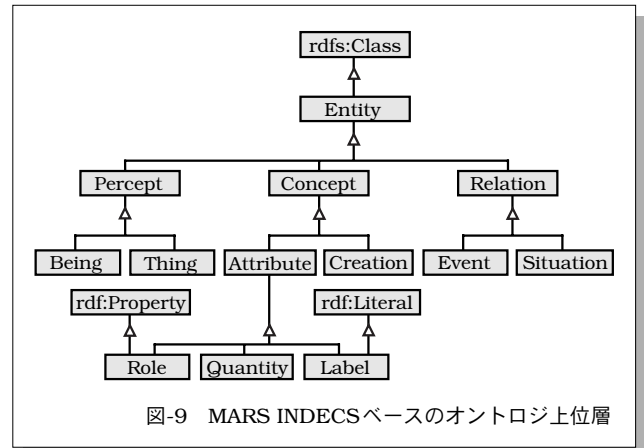 rdfs:Class
Entity
Percept Concept Relation
Being Thing Attribute Creation Event Situation
rdf:Property rdf:Literal
Role Quantity Label
図-9 MARS INDECSベースのオントロジ上位層